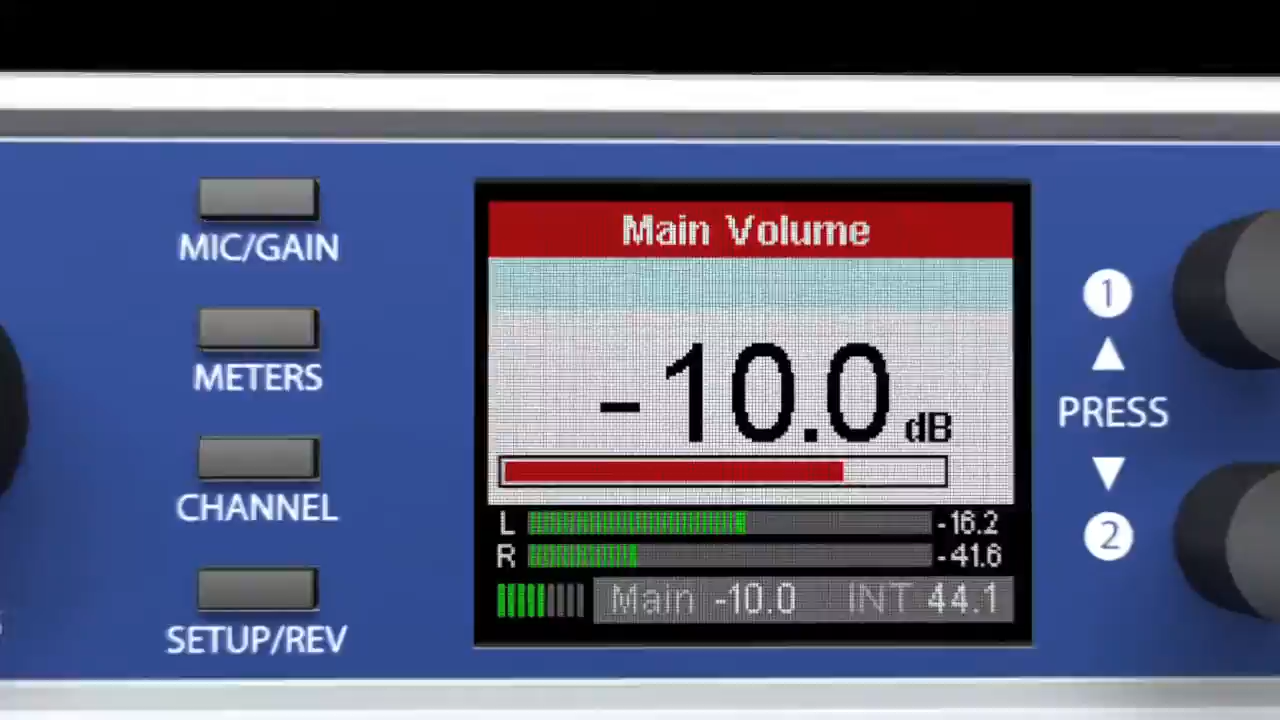 MIC/GAIN
METERS
CHANNEL
SETUP/REV
Main Volume
-10.0 dB
L -16.2
R -41.6
Main -10.0 INT 44.1
1
PRESS
2